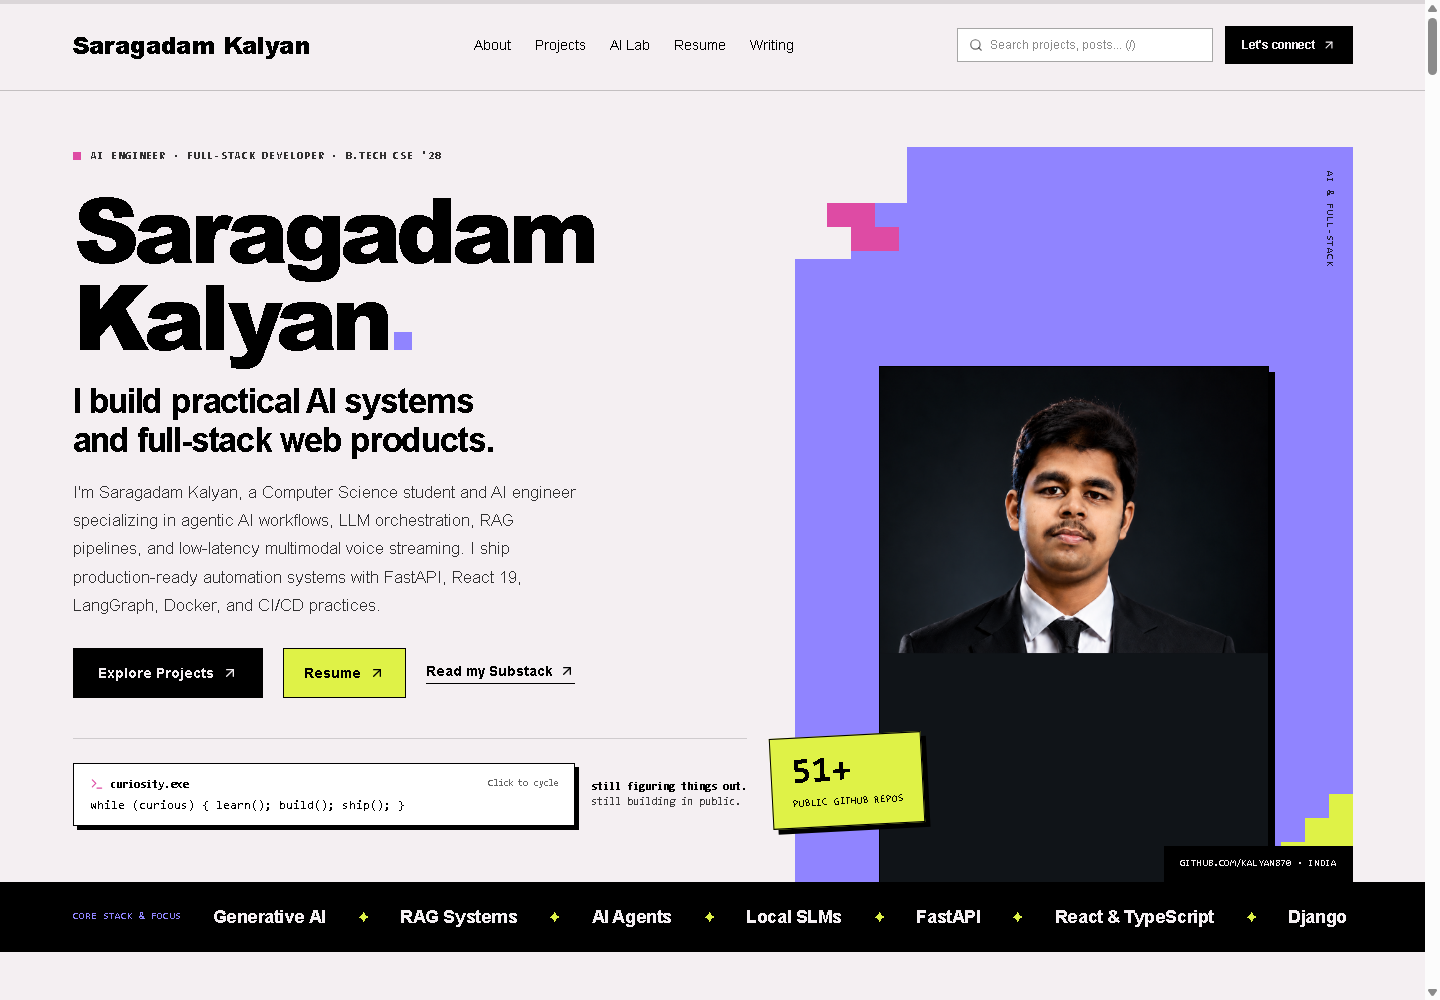 Saragadam Kalyan
About
Projects
AI Lab
Resume
Writing
Search projects, posts... (/)
Let's connect
AI ENGINEER · FULL-STACK DEVELOPER · B.TECH CSE '28
Saragadam
Kalyan.
I build practical AI systems
and full-stack web products.
I'm Saragadam Kalyan, a Computer Science student and AI engineer
specializing in agentic AI workflows, LLM orchestration, RAG
pipelines, and low-latency multimodal voice streaming. I ship
production-ready automation systems with FastAPI, React 19,
LangGraph, Docker, and CI/CD practices.
Explore Projects
Resume
Read my Substack
>_ curiosity.exe
Click to cycle
while (curious) { learn(); build(); ship(); }
still figuring things out.
still building in public.
AI & FULL-STACK
51+
PUBLIC GITHUB REPOS
GITHUB.COM/KALYAN870 • INDIA
CORE STACK & FOCUS
Generative AI
RAG Systems
AI Agents
Local SLMs
FastAPI
React & TypeScript
Django